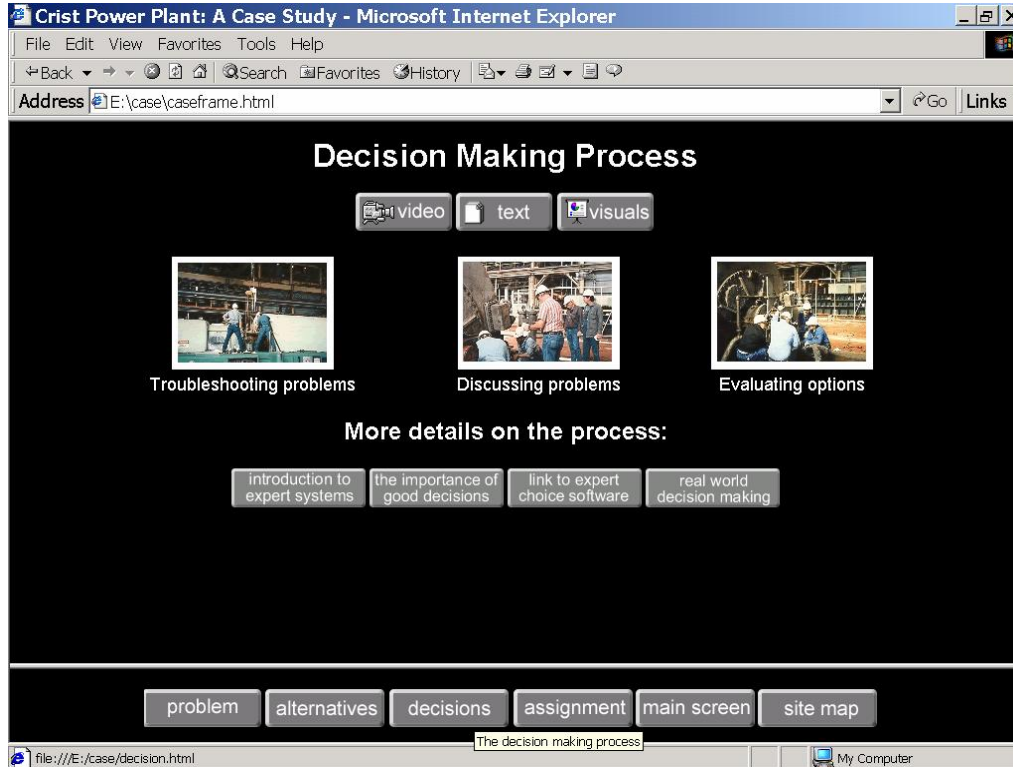 Crist Power Plant: A Case Study - Microsoft Internet Explorer
File Edit View Favorites Tools Help
Back Search Favorites History
Address E:\case\caseframe.html Go Links
Decision Making Process
video text visuals
Troubleshooting problems Discussing problems Evaluating options
More details on the process:
introduction to the importance of link to expert real world
expert systems good decisions choice software decision making
problem alternatives decisions assignment main screen site map
The decision making process
file:///E:/case/decision.html My Computer